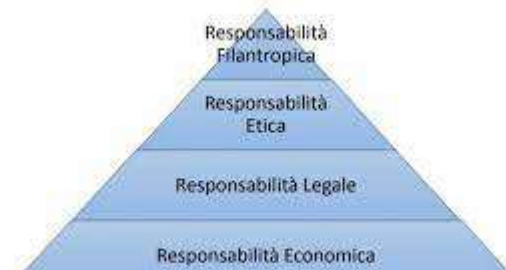 Responsabilità
Filantropica
Responsabilità
Etica
Responsabilità Legale
Responsabilità Economica